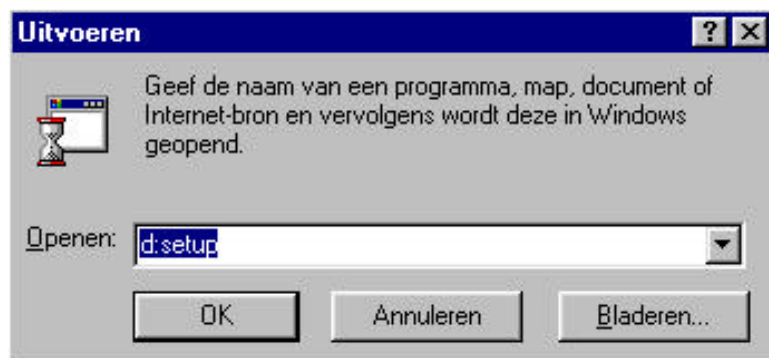 Uitvoeren
Geef de naam van een programma, map, document of
Internet-bron en vervolgens wordt deze in Windows
geopend.
Openen: d:setup
OK Annuleren Bladeren...